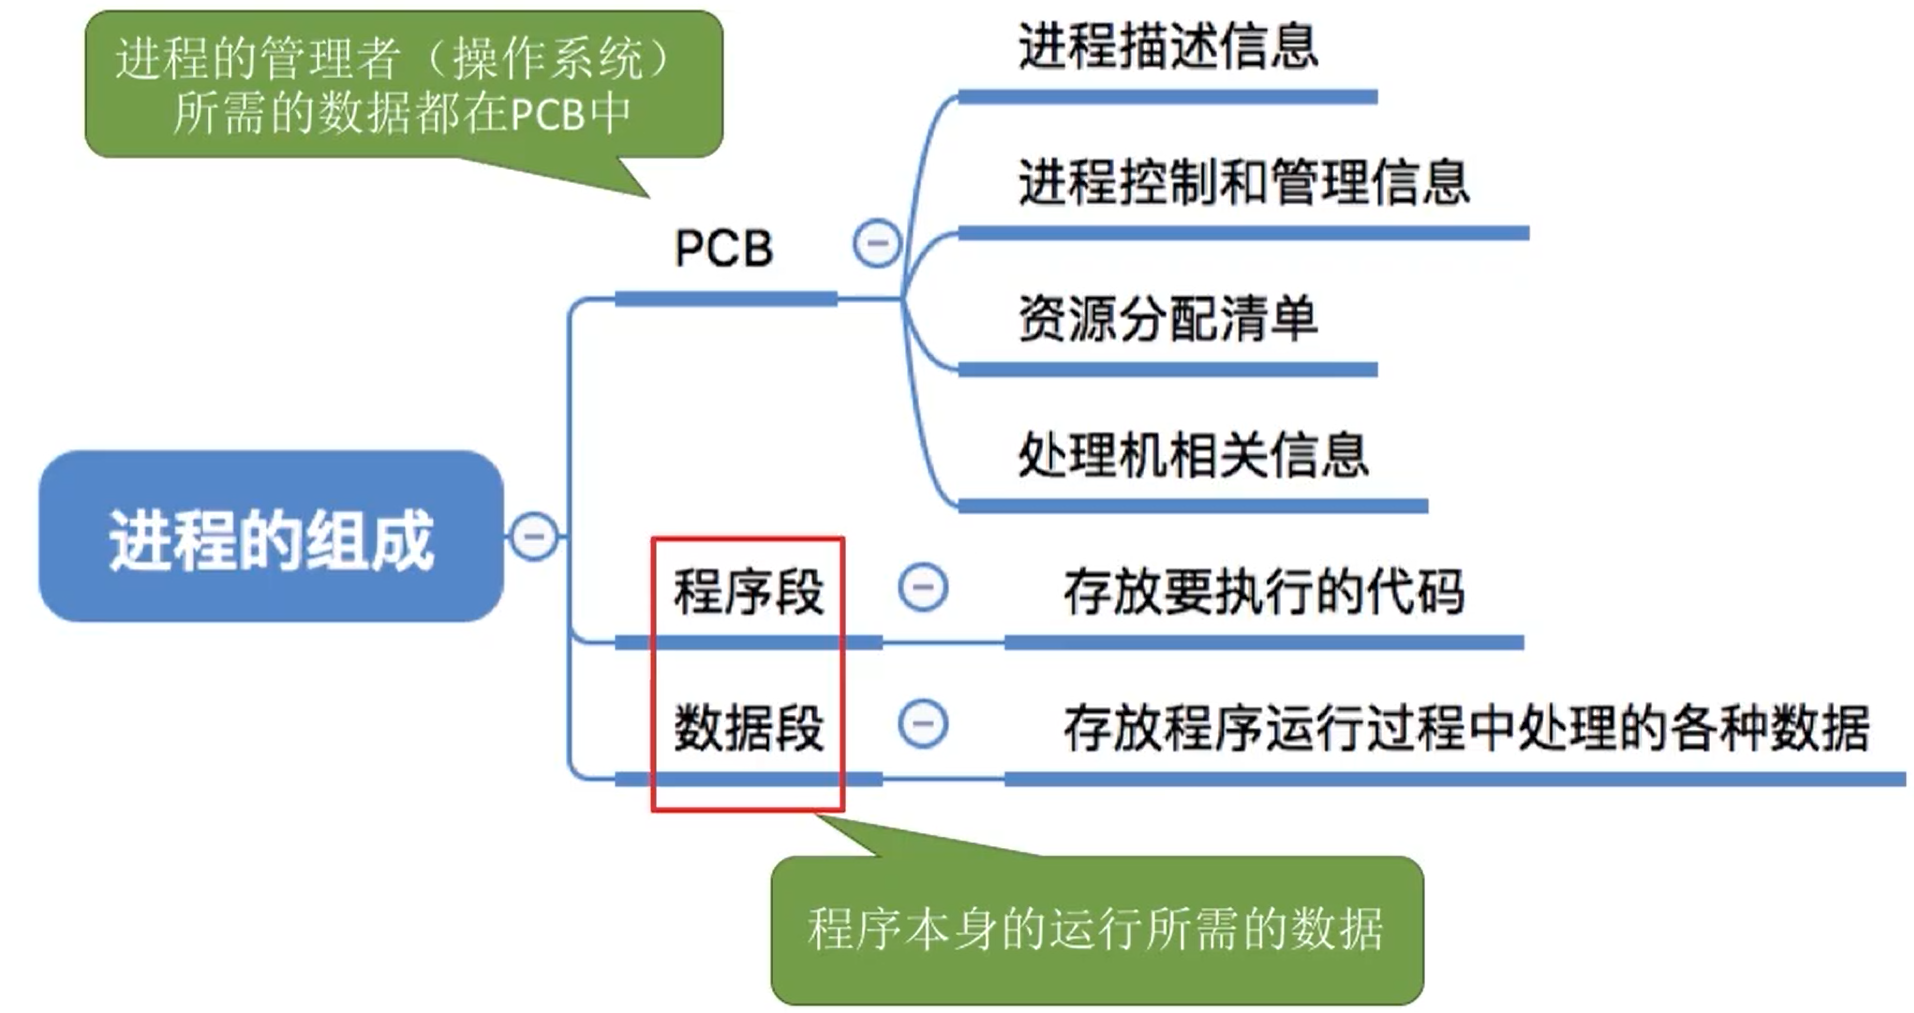 进程的管理者（操作系统）
所需的数据都在PCB中
进程描述信息
进程控制和管理信息
PCB
资源分配清单
处理机相关信息
进程的组成
程序段
存放要执行的代码
数据段
存放程序运行过程中处理的各种数据
程序本身的运行所需的数据